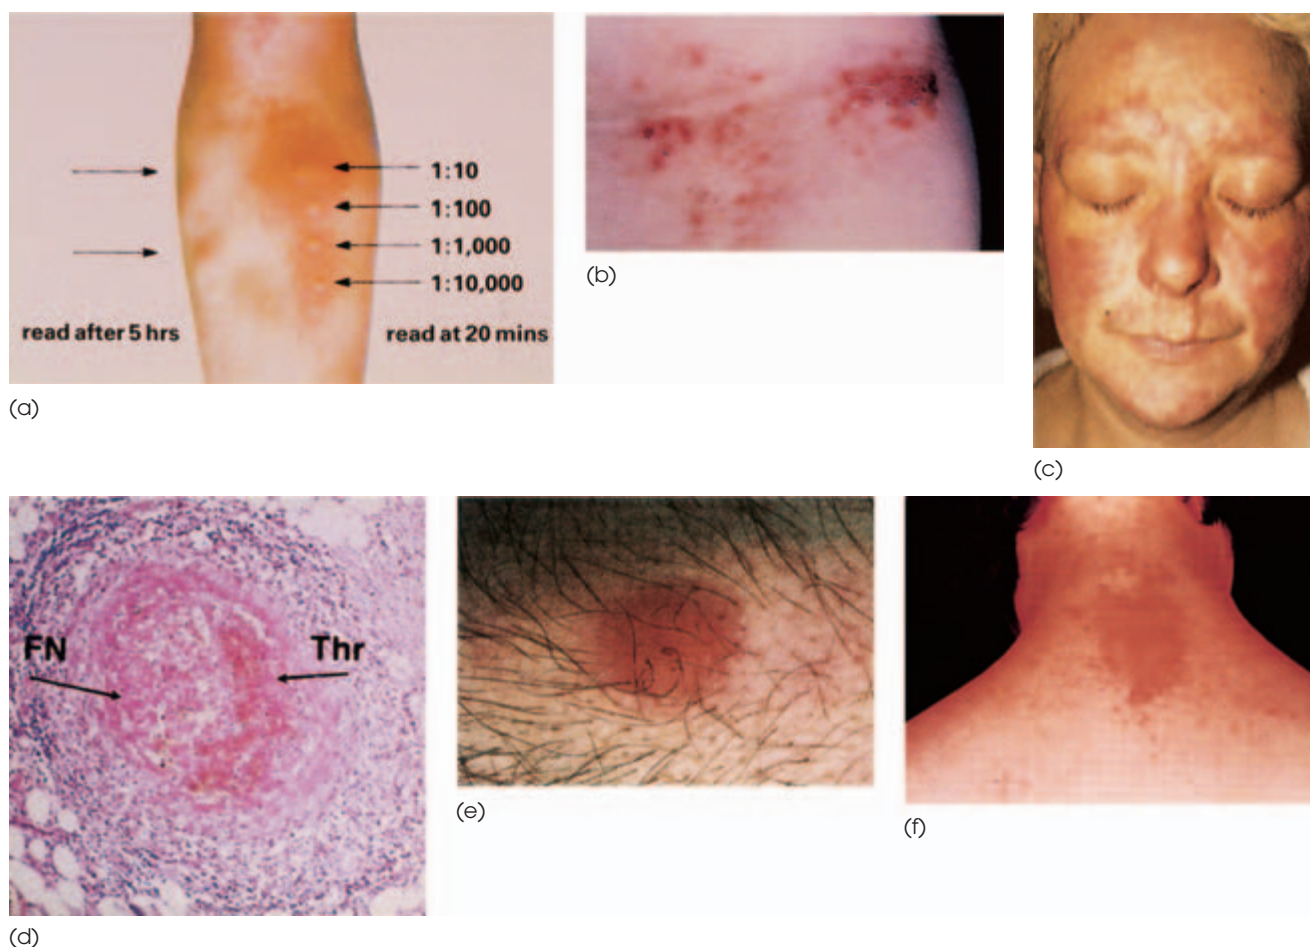 1:10
1:100
1:1,000
1:10,000
read after 5 hrs
read at 20 mins
(a)
(b)
(c)
FN
Thr
(d)
(e)
(f)